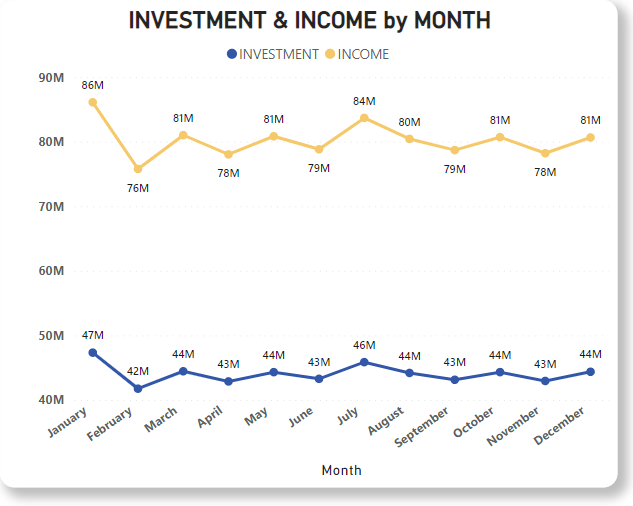 INVESTMENT & INCOME by MONTH
INVESTMENT INCOME
90M
86M
84M
81M 81M 80M 81M 81M
80M
76M 78M 79M 79M 78M
70M
60M
50M
47M
46M
42M 44M 43M 44M 43M 44M 43M 44M 43M 44M
40M
January February March April May June July August September October November December
Month